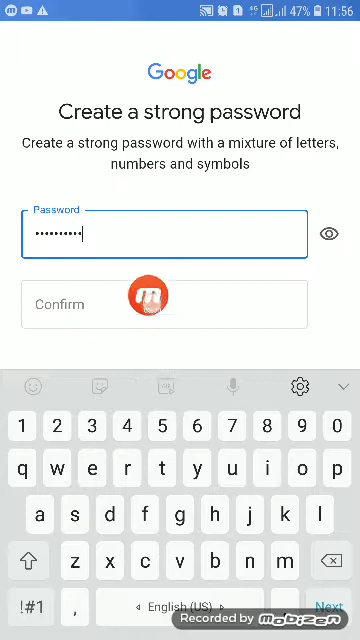 47% 11:56
Google
Create a strong password
Create a strong password with a mixture of letters,
numbers and symbols
Password
••••••••••
Confirm
1 2 3 4 5 6 7 8 9 0
q w e r t y u i o p
a s d f g h j k l
z x c v b n m
!#1 , English (US) Next
Recorded by mobizen